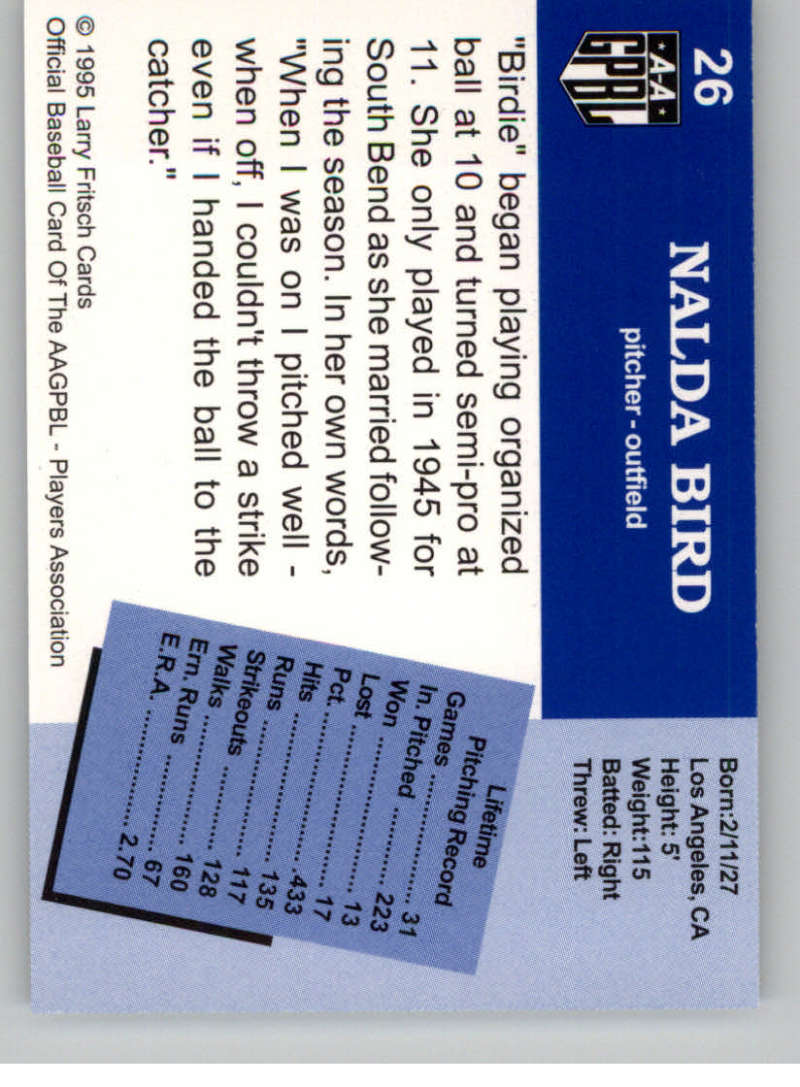 26
AA
GPBL
NALDA BIRD
pitcher - outfield
Born:2/11/27
Los Angeles, CA
Height: 5'
Weight:115
Batted: Right
Threw: Left
"Birdie" began playing organized
ball at 10 and turned semi-pro at
11. She only played in 1945 for
South Bend as she married follow-
ing the season. In her own words,
"When I was on I pitched well -
when off, I couldn't throw a strike
even if I handed the ball to the
catcher."
Lifetime
Pitching Record
Games .................... 31
In. Pitched .............. 223
Won ...................... 13
Lost ..................... 17
Pct. ..................... .433
Hits ..................... 135
Runs ..................... 117
Strikeouts ............... 128
Walks .................... 160
Ern. Runs ................ 67
E.R.A. ................... 2.70
© 1995 Larry Fritsch Cards
Official Baseball Card Of The AAGPBL - Players Association